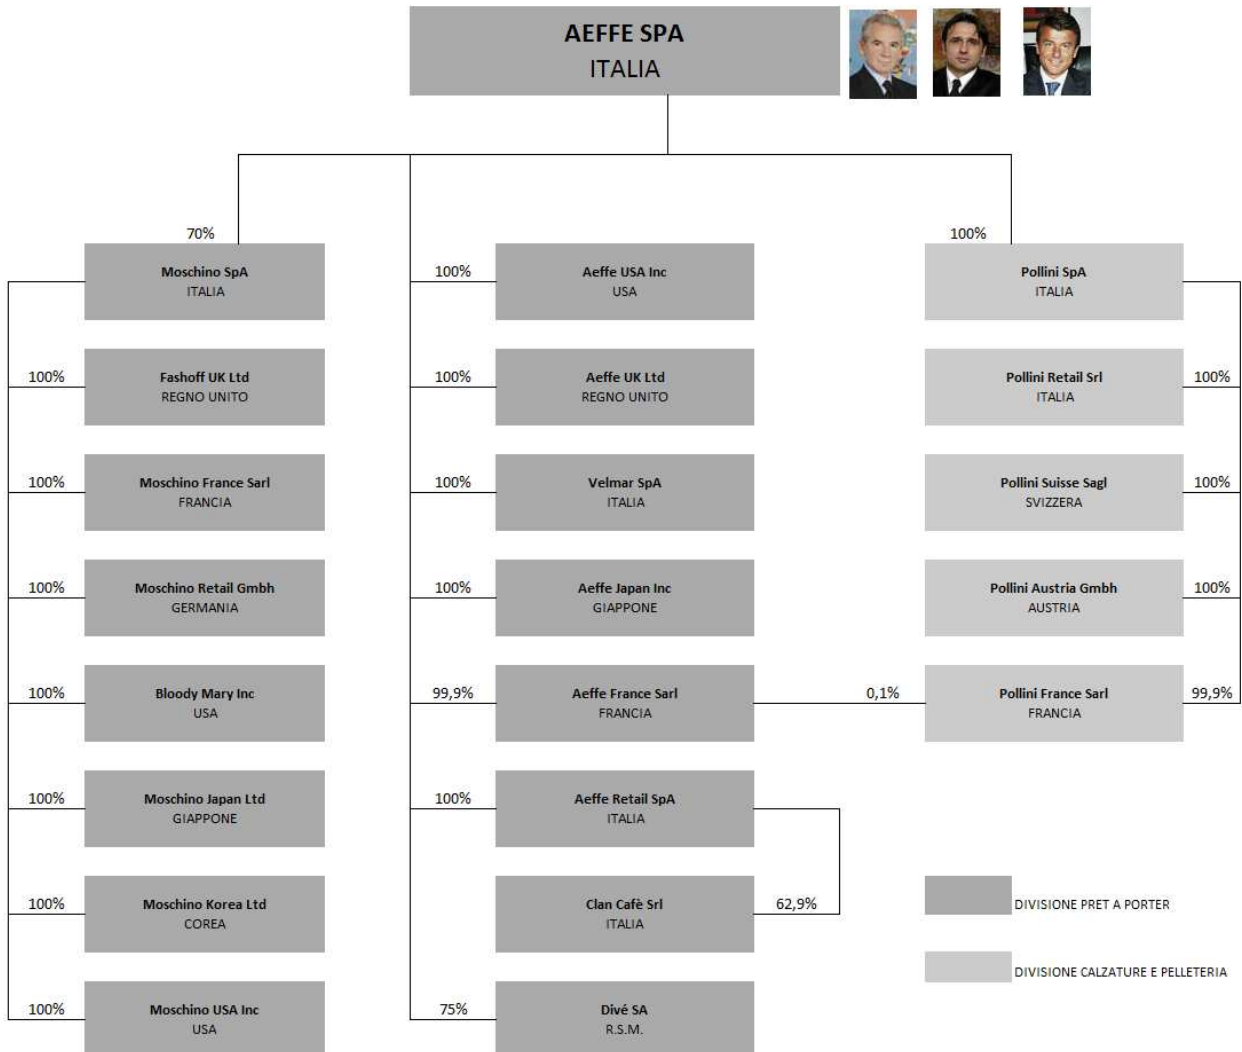 AEFFE SPA
ITALIA
70%
Moschino SpA
ITALIA
100%
Fashoff UK Ltd
REGNO UNITO
100%
Moschino France Sarl
FRANCIA
100%
Moschino Retail Gmbh
GERMANIA
100%
Bloody Mary Inc
USA
100%
Moschino Japan Ltd
GIAPPONE
100%
Moschino Korea Ltd
COREA
100%
Moschino USA Inc
USA
100%
Aeffe USA Inc
USA
100%
Aeffe UK Ltd
REGNO UNITO
100%
Velmar SpA
ITALIA
100%
Aeffe Japan Inc
GIAPPONE
99,9%
Aeffe France Sarl
FRANCIA
0,1%
100%
Aeffe Retail SpA
ITALIA
Clan Cafè Srl
ITALIA
62,9%
75%
Divé SA
R.S.M.
100%
Pollini SpA
ITALIA
Pollini Retail Srl
ITALIA
100%
Pollini Suisse Sagl
SVIZZERA
100%
Pollini Austria Gmbh
AUSTRIA
100%
Pollini France Sarl
FRANCIA
99,9%
DIVISIONE PRET A PORTER
DIVISIONE CALZATURE E PELLETERIA